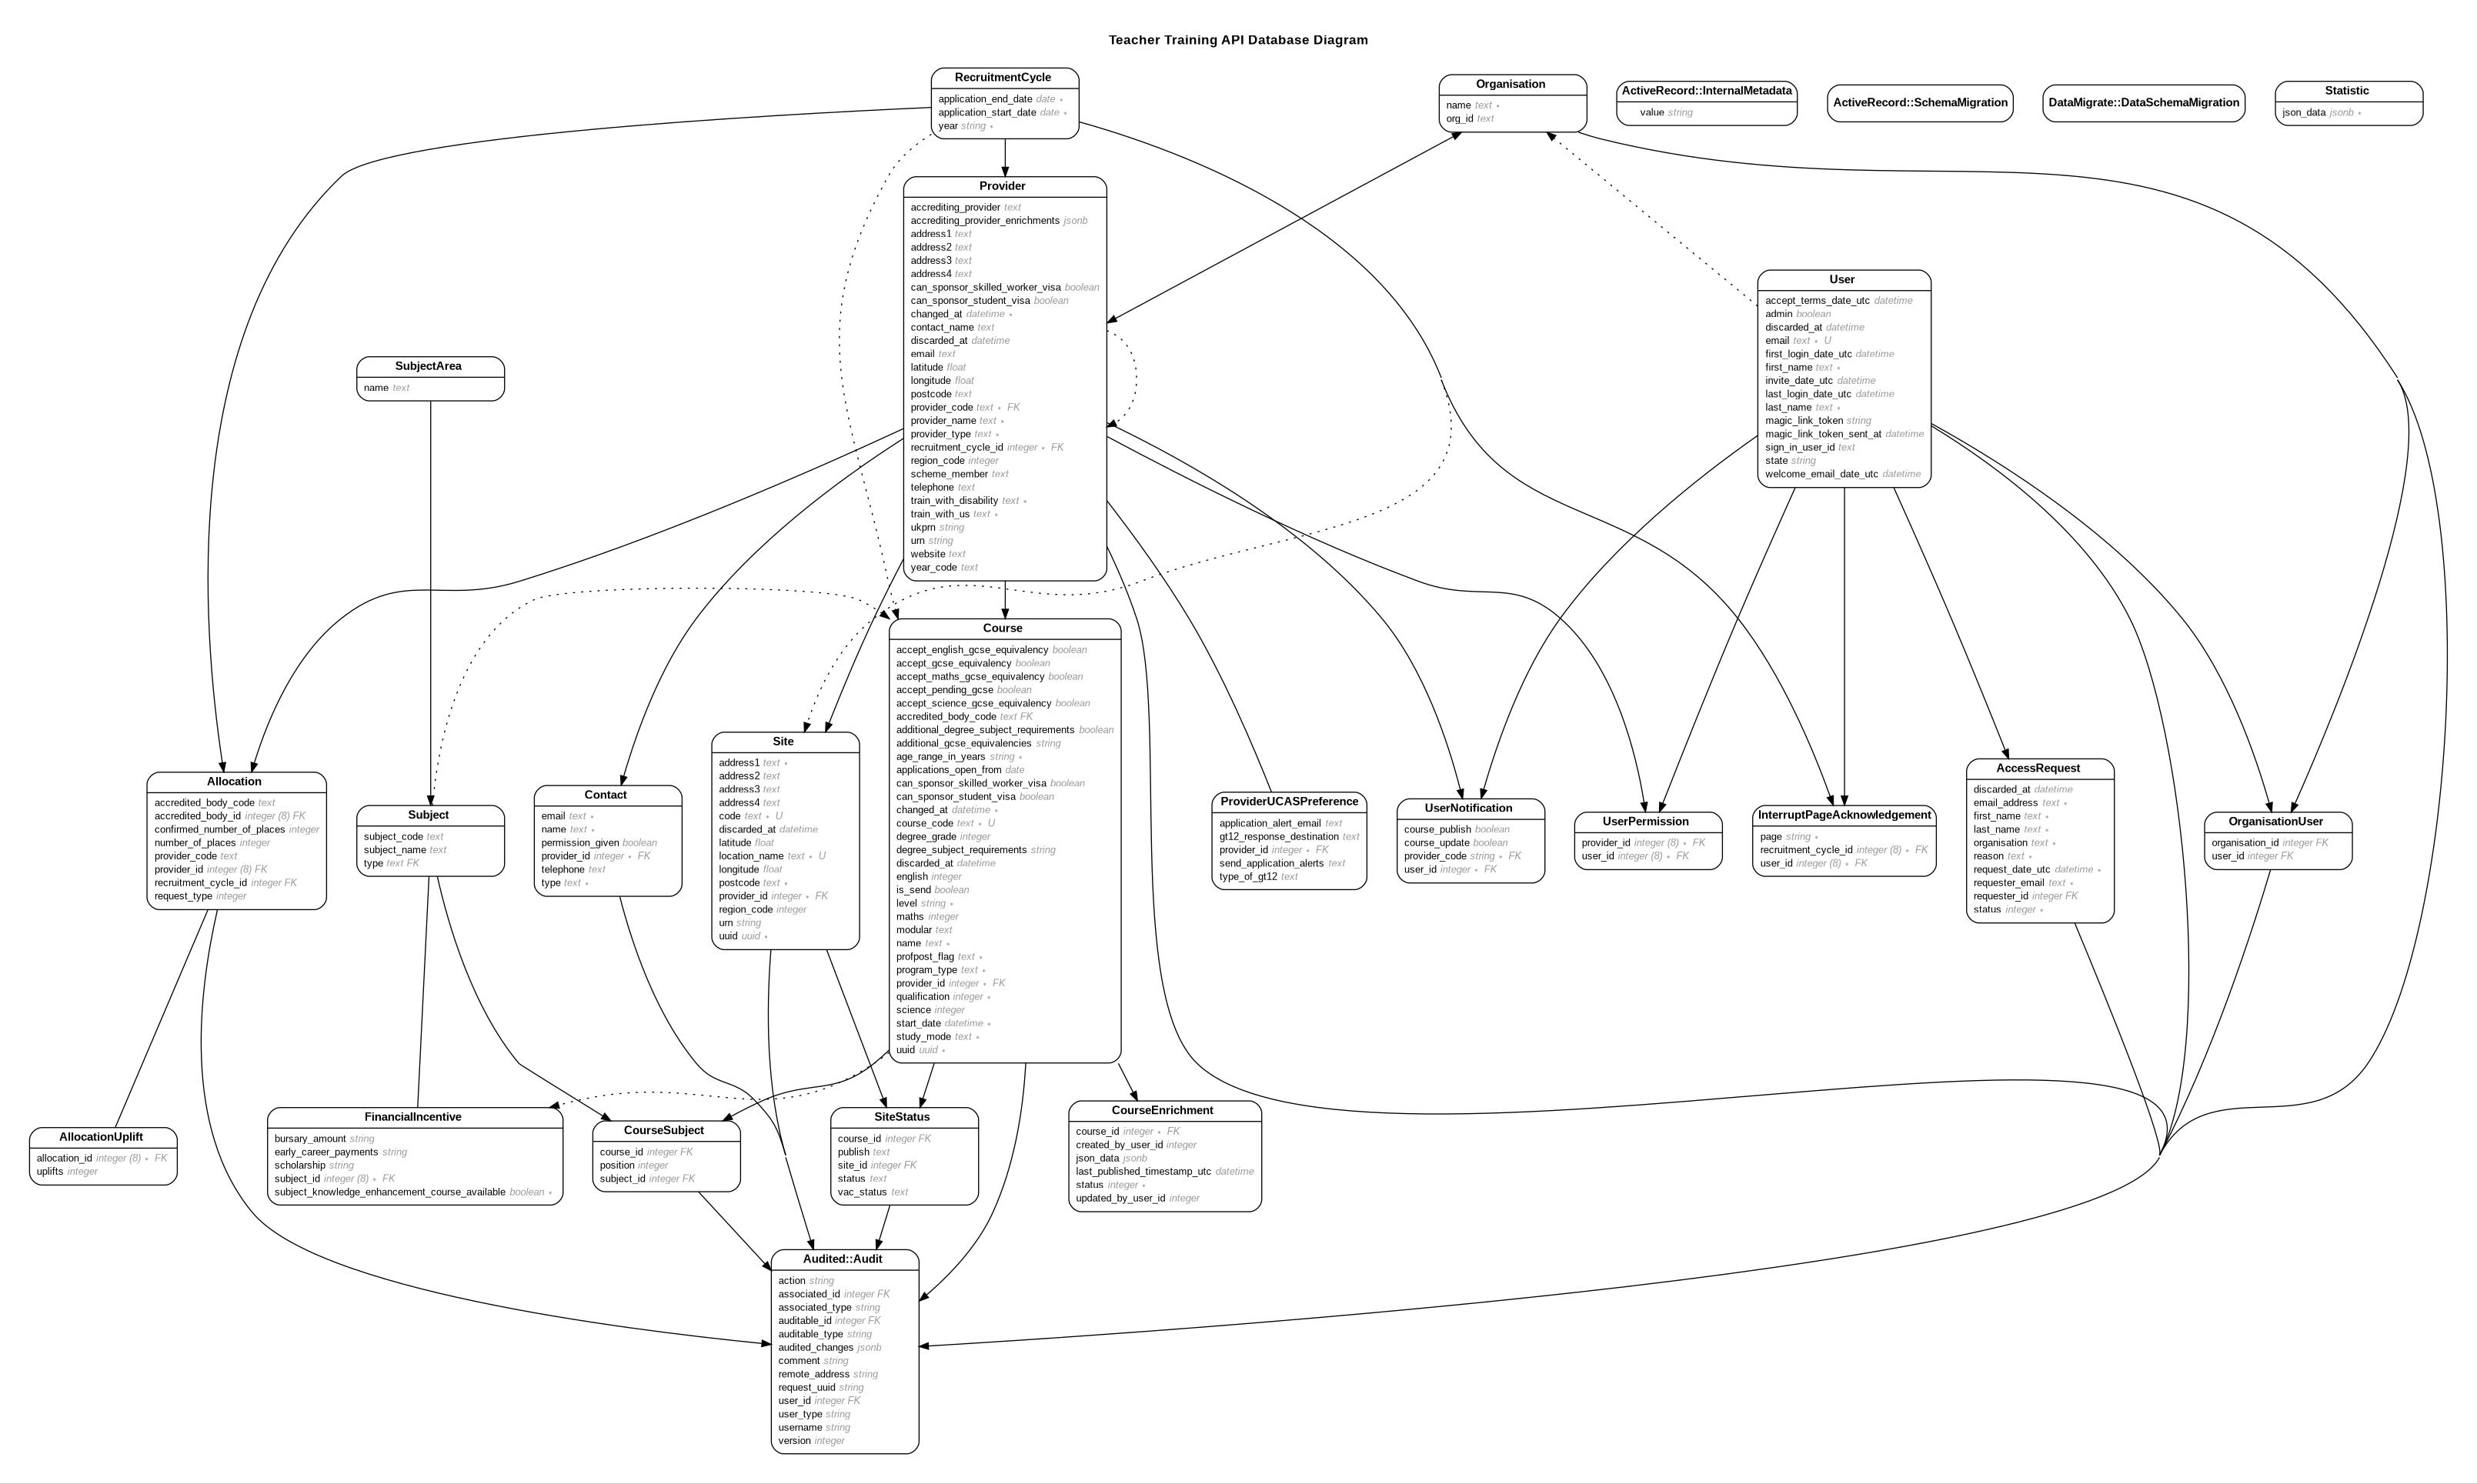 Teacher Training API Database Diagram
RecruitmentCycle
application_end_date date *
application_start_date date *
year string *
Organisation
name text *
org_id text
ActiveRecord::InternalMetadata
value string
ActiveRecord::SchemaMigration
DataMigrate::DataSchemaMigration
Statistic
json_data jsonb *
Provider
accrediting_provider text
accrediting_provider_enrichments jsonb
address1 text
address2 text
address3 text
address4 text
can_sponsor_skilled_worker_visa boolean
can_sponsor_student_visa boolean
changed_at datetime *
contact_name text
discarded_at datetime
email text
latitude float
longitude float
postcode text
provider_code text * FK
provider_name text *
provider_type text *
recruitment_cycle_id integer * FK
region_code integer
scheme_member text
telephone text
train_with_disability text *
train_with_us text *
ukprn string
urn string
website text
year_code text
User
accept_terms_date_utc datetime
admin boolean
discarded_at datetime
email text * U
first_login_date_utc datetime
first_name text *
invite_date_utc datetime
last_login_date_utc datetime
last_name text *
magic_link_token string
magic_link_token_sent_at datetime
sign_in_user_id text
state string
welcome_email_date_utc datetime
SubjectArea
name text
Course
accept_english_gcse_equivalency boolean
accept_gcse_equivalency boolean
accept_maths_gcse_equivalency boolean
accept_pending_gcse boolean
accept_science_gcse_equivalency boolean
accredited_body_code text FK
additional_degree_subject_requirements boolean
additional_gcse_equivalencies string
age_range_in_years string *
applications_open_from date
can_sponsor_skilled_worker_visa boolean
can_sponsor_student_visa boolean
changed_at datetime *
course_code text * U
degree_grade integer
degree_subject_requirements string
discarded_at datetime
english integer
is_send boolean
level string *
maths integer
modular text
name text *
profpost_flag text *
program_type text *
provider_id integer * FK
qualification integer *
science integer
start_date datetime *
study_mode text *
uuid uuid *
Allocation
accredited_body_code text
accredited_body_id integer (8) FK
confirmed_number_of_places integer
number_of_places integer
provider_code text
provider_id integer (8) FK
recruitment_cycle_id integer FK
request_type integer
Subject
subject_code text
subject_name text
type text FK
Contact
email text *
name text *
permission_given boolean
provider_id integer * FK
telephone text
type text *
Site
address1 text *
address2 text
address3 text
address4 text
code text * U
discarded_at datetime
latitude float
location_name text * U
longitude float
postcode text *
provider_id integer * FK
region_code integer
urn string
uuid uuid *
ProviderUCASPreference
application_alert_email text
gt12_response_destination text
provider_id integer * FK
send_application_alerts text
type_of_gt12 text
UserNotification
course_publish boolean
course_update boolean
provider_code string * FK
user_id integer * FK
UserPermission
provider_id integer (8) * FK
user_id integer (8) * FK
InterruptPageAcknowledgement
page string *
recruitment_cycle_id integer (8) * FK
user_id integer (8) * FK
AccessRequest
discarded_at datetime
email_address text *
first_name text *
last_name text *
organisation text *
reason text *
request_date_utc datetime *
requester_email text *
requester_id integer FK
status integer *
OrganisationUser
organisation_id integer FK
user_id integer FK
AllocationUplift
allocation_id integer (8) * FK
uplifts integer
FinancialIncentive
bursary_amount string
early_career_payments string
scholarship string
subject_id integer (8) * FK
subject_knowledge_enhancement_course_available boolean *
CourseSubject
course_id integer FK
position integer
subject_id integer FK
SiteStatus
course_id integer FK
publish text
site_id integer FK
status text
vac_status text
CourseEnrichment
course_id integer * FK
created_by_user_id integer
json_data jsonb
last_published_timestamp_utc datetime
status integer *
updated_by_user_id integer
Audited::Audit
action string
associated_id integer FK
associated_type string
auditable_id integer FK
auditable_type string
audited_changes jsonb
comment string
remote_address string
request_uuid string
user_id integer FK
user_type string
username string
version integer